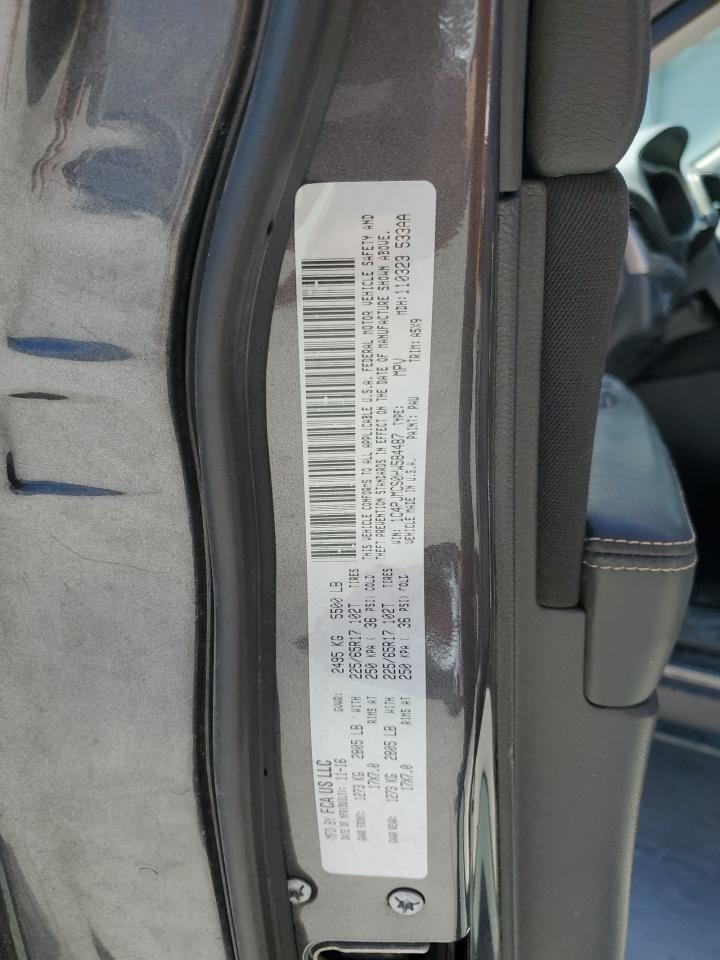 MFD BY FCA US LLC
DATE OF MFR(BUILT): 11-16 GVWR: 2495 KG 5500 LB
GAWR FRONT: 1273 KG 2805 LB WITH 225/65R17 102T TIRES
17X7.0 RIMS AT 250 KPA ( 36 PSI) COLD
GAWR REAR: 1273 KG 2805 LB WITH 225/65R17 102T TIRES
17X7.0 RIMS AT 250 KPA ( 36 PSI) COLD
THIS VEHICLE CONFORMS TO ALL APPLICABLE U.S.A. FEDERAL MOTOR VEHICLE SAFETY AND
THEFT PREVENTION STANDARDS IN EFFECT ON THE DATE OF MANUFACTURE SHOWN ABOVE.
VIN: 1C4PJMCS0HW584487 TYPE: MPV MDH: 110323 533AA
VEHICLE MADE IN U.S.A. PAINT: PAU TRIM: A5X9